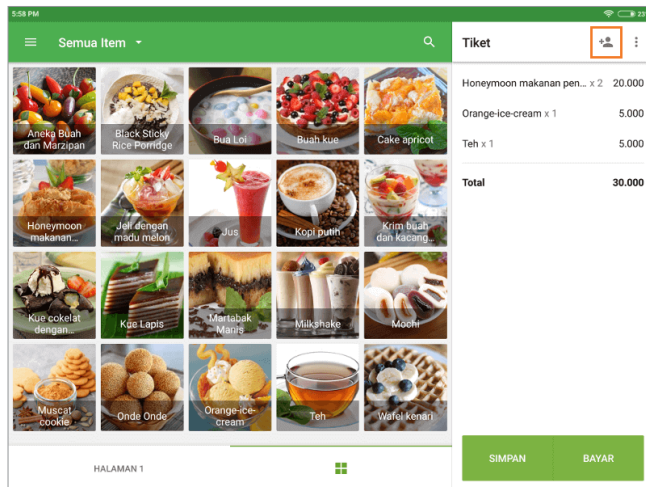 5:58 PM
23
Semua Item
Tiket
Aneka Buah
dan Marzipan
Black Sticky
Rice Porridge
Bua Loi
Buah kue
Cake apricot
Honeymoon
makanan...
Jeli dengan
madu melon
Jus
Kopi putih
Krim buah
dan kacang...
Kue cokelat
dengan...
Kue Lapis
Martabak
Manis
Milkshake
Mochi
Muscat
cookie
Onde Onde
Orange-ice-
cream
Teh
Wafel kenari
HALAMAN 1
Honeymoon makanan pen... x 2 20.000
Orange-ice-cream x 1 5.000
Teh x 1 5.000
Total 30.000
SIMPAN
BAYAR